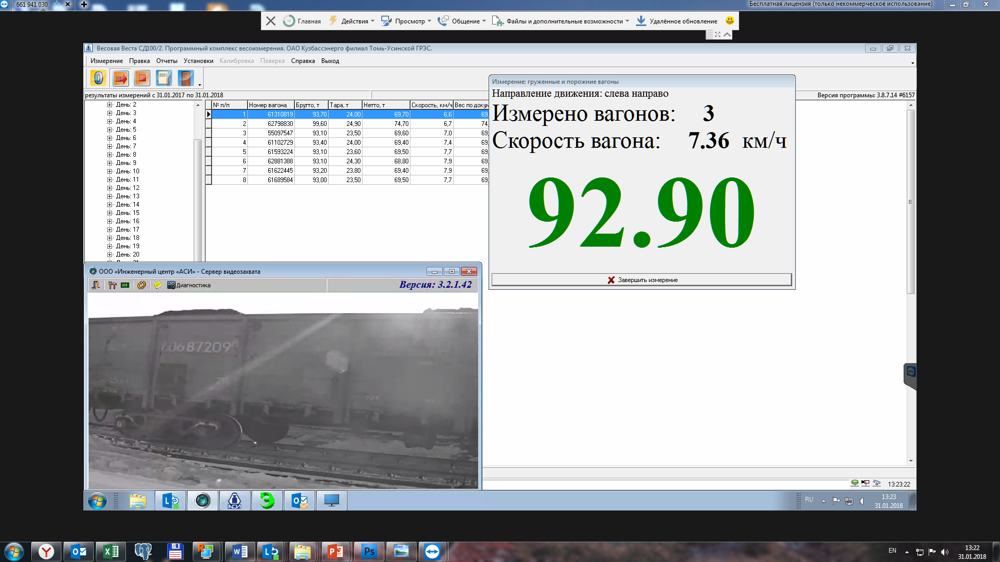 661 941 030
Бесплатная лицензия (только некоммерческое использование)
Главная
Действия
Просмотр
Общение
Файлы и дополнительные возможности
Удалённое обновление
Весовая Веста СД100/2. Программный комплекс весоизмерения. ОАО Кузбассэнерго филиал Томь-Усинской ГРЭС.
Измерение Правка Отчеты Установки Калибровка Поверка Справка Выход
результаты измерений с 31.01.2017 по 31.01.2018
Версия программы: 3.8.7.14 #6157
День: 2
День: 3
День: 4
День: 5
День: 6
День: 7
День: 8
День: 9
День: 10
День: 11
День: 12
День: 13
День: 14
День: 15
День: 16
День: 17
День: 18
День: 19
День: 20
№ п/п Номер вагона Брутто, т Тара, т Нетто, т Скорость, км/ч Вес по докум
1 61310819 93,70 24,00 69,70 6,6 69,
2 62798830 99,60 24,90 74,70 6,7 74,
3 55097547 93,10 23,50 69,60 7,0 69,
4 61102729 93,40 24,00 69,40 7,4 69,
5 61593224 93,10 23,60 69,50 7,7 69,
6 62881388 93,10 24,30 68,80 7,9 69,
7 61622445 93,20 23,80 69,40 7,9 69,
8 61689584 93,00 23,50 69,50 7,7 69,
Измерение: груженные и порожние вагоны
Направление движения: слева направо
Измерено вагонов: 3
Скорость вагона: 7.36 км/ч
92.90
Завершить измерение
ООО «Инженерный центр «АСИ» - Сервер видеозахвата
Диагностика
Версия: 3.2.1.42
60687209
13:23:22
АСИ
RU
13:23
31.01.2018
EN
13:22
31.01.2018